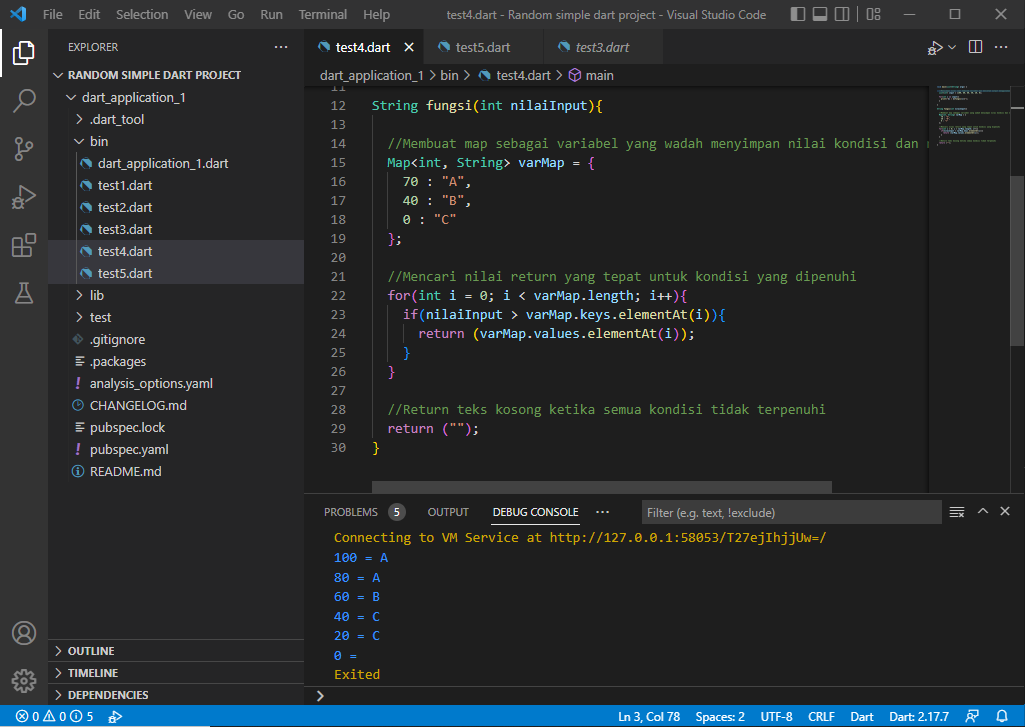 File Edit Selection View Go Run Terminal Help test4.dart - Random simple dart project - Visual Studio Code
EXPLORER
RANDOM SIMPLE DART PROJECT
dart_application_1
.dart_tool
bin
dart_application_1.dart
test1.dart
test2.dart
test3.dart
test4.dart
test5.dart
lib
test
.gitignore
.packages
analysis_options.yaml
CHANGELOG.md
pubspec.lock
pubspec.yaml
README.md
OUTLINE
TIMELINE
DEPENDENCIES
test4.dart test5.dart test3.dart
dart_application_1 > bin > test4.dart > main
11
12 String fungsi(int nilaiInput){
13
14 //Membuat map sebagai variabel yang wadah menyimpan nilai kondisi dan
15 Map<int, String> varMap = {
16 70 : "A",
17 40 : "B",
18 0 : "C"
19 };
20
21 //Mencari nilai return yang tepat untuk kondisi yang dipenuhi
22 for(int i = 0; i < varMap.length; i++){
23 if(nilaiInput > varMap.keys.elementAt(i)){
24 return (varMap.values.elementAt(i));
25 }
26 }
27
28 //Return teks kosong ketika semua kondisi tidak terpenuhi
29 return ("");
30 }
PROBLEMS 5 OUTPUT DEBUG CONSOLE ··· Filter (e.g. text, !exclude)
Connecting to VM Service at http://127.0.0.1:58053/T27ejIhjjUw=/
100 = A
80 = A
60 = B
40 = C
20 = C
0 =
Exited
>
0 0 5 Ln 3, Col 78 Spaces: 2 UTF-8 CRLF Dart Dart: 2.17.7